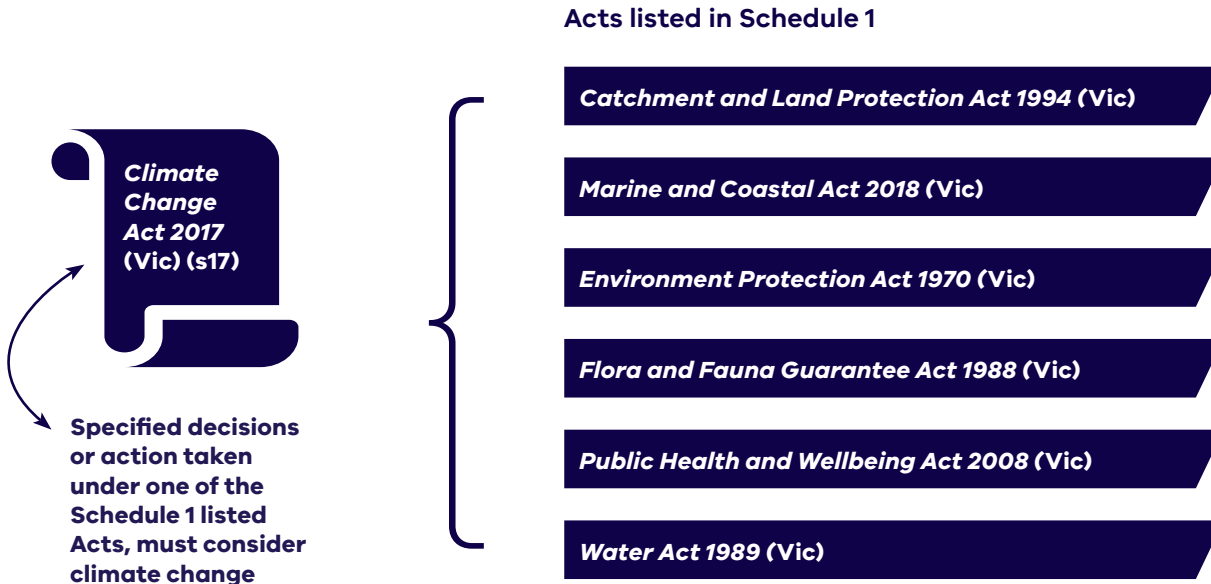 Acts listed in Schedule 1
Climate
Change
Act 2017
(Vic) (s17)
Specified decisions
or action taken
under one of the
Schedule 1 listed
Acts, must consider
climate change
Catchment and Land Protection Act 1994 (Vic)
Marine and Coastal Act 2018 (Vic)
Environment Protection Act 1970 (Vic)
Flora and Fauna Guarantee Act 1988 (Vic)
Public Health and Wellbeing Act 2008 (Vic)
Water Act 1989 (Vic)